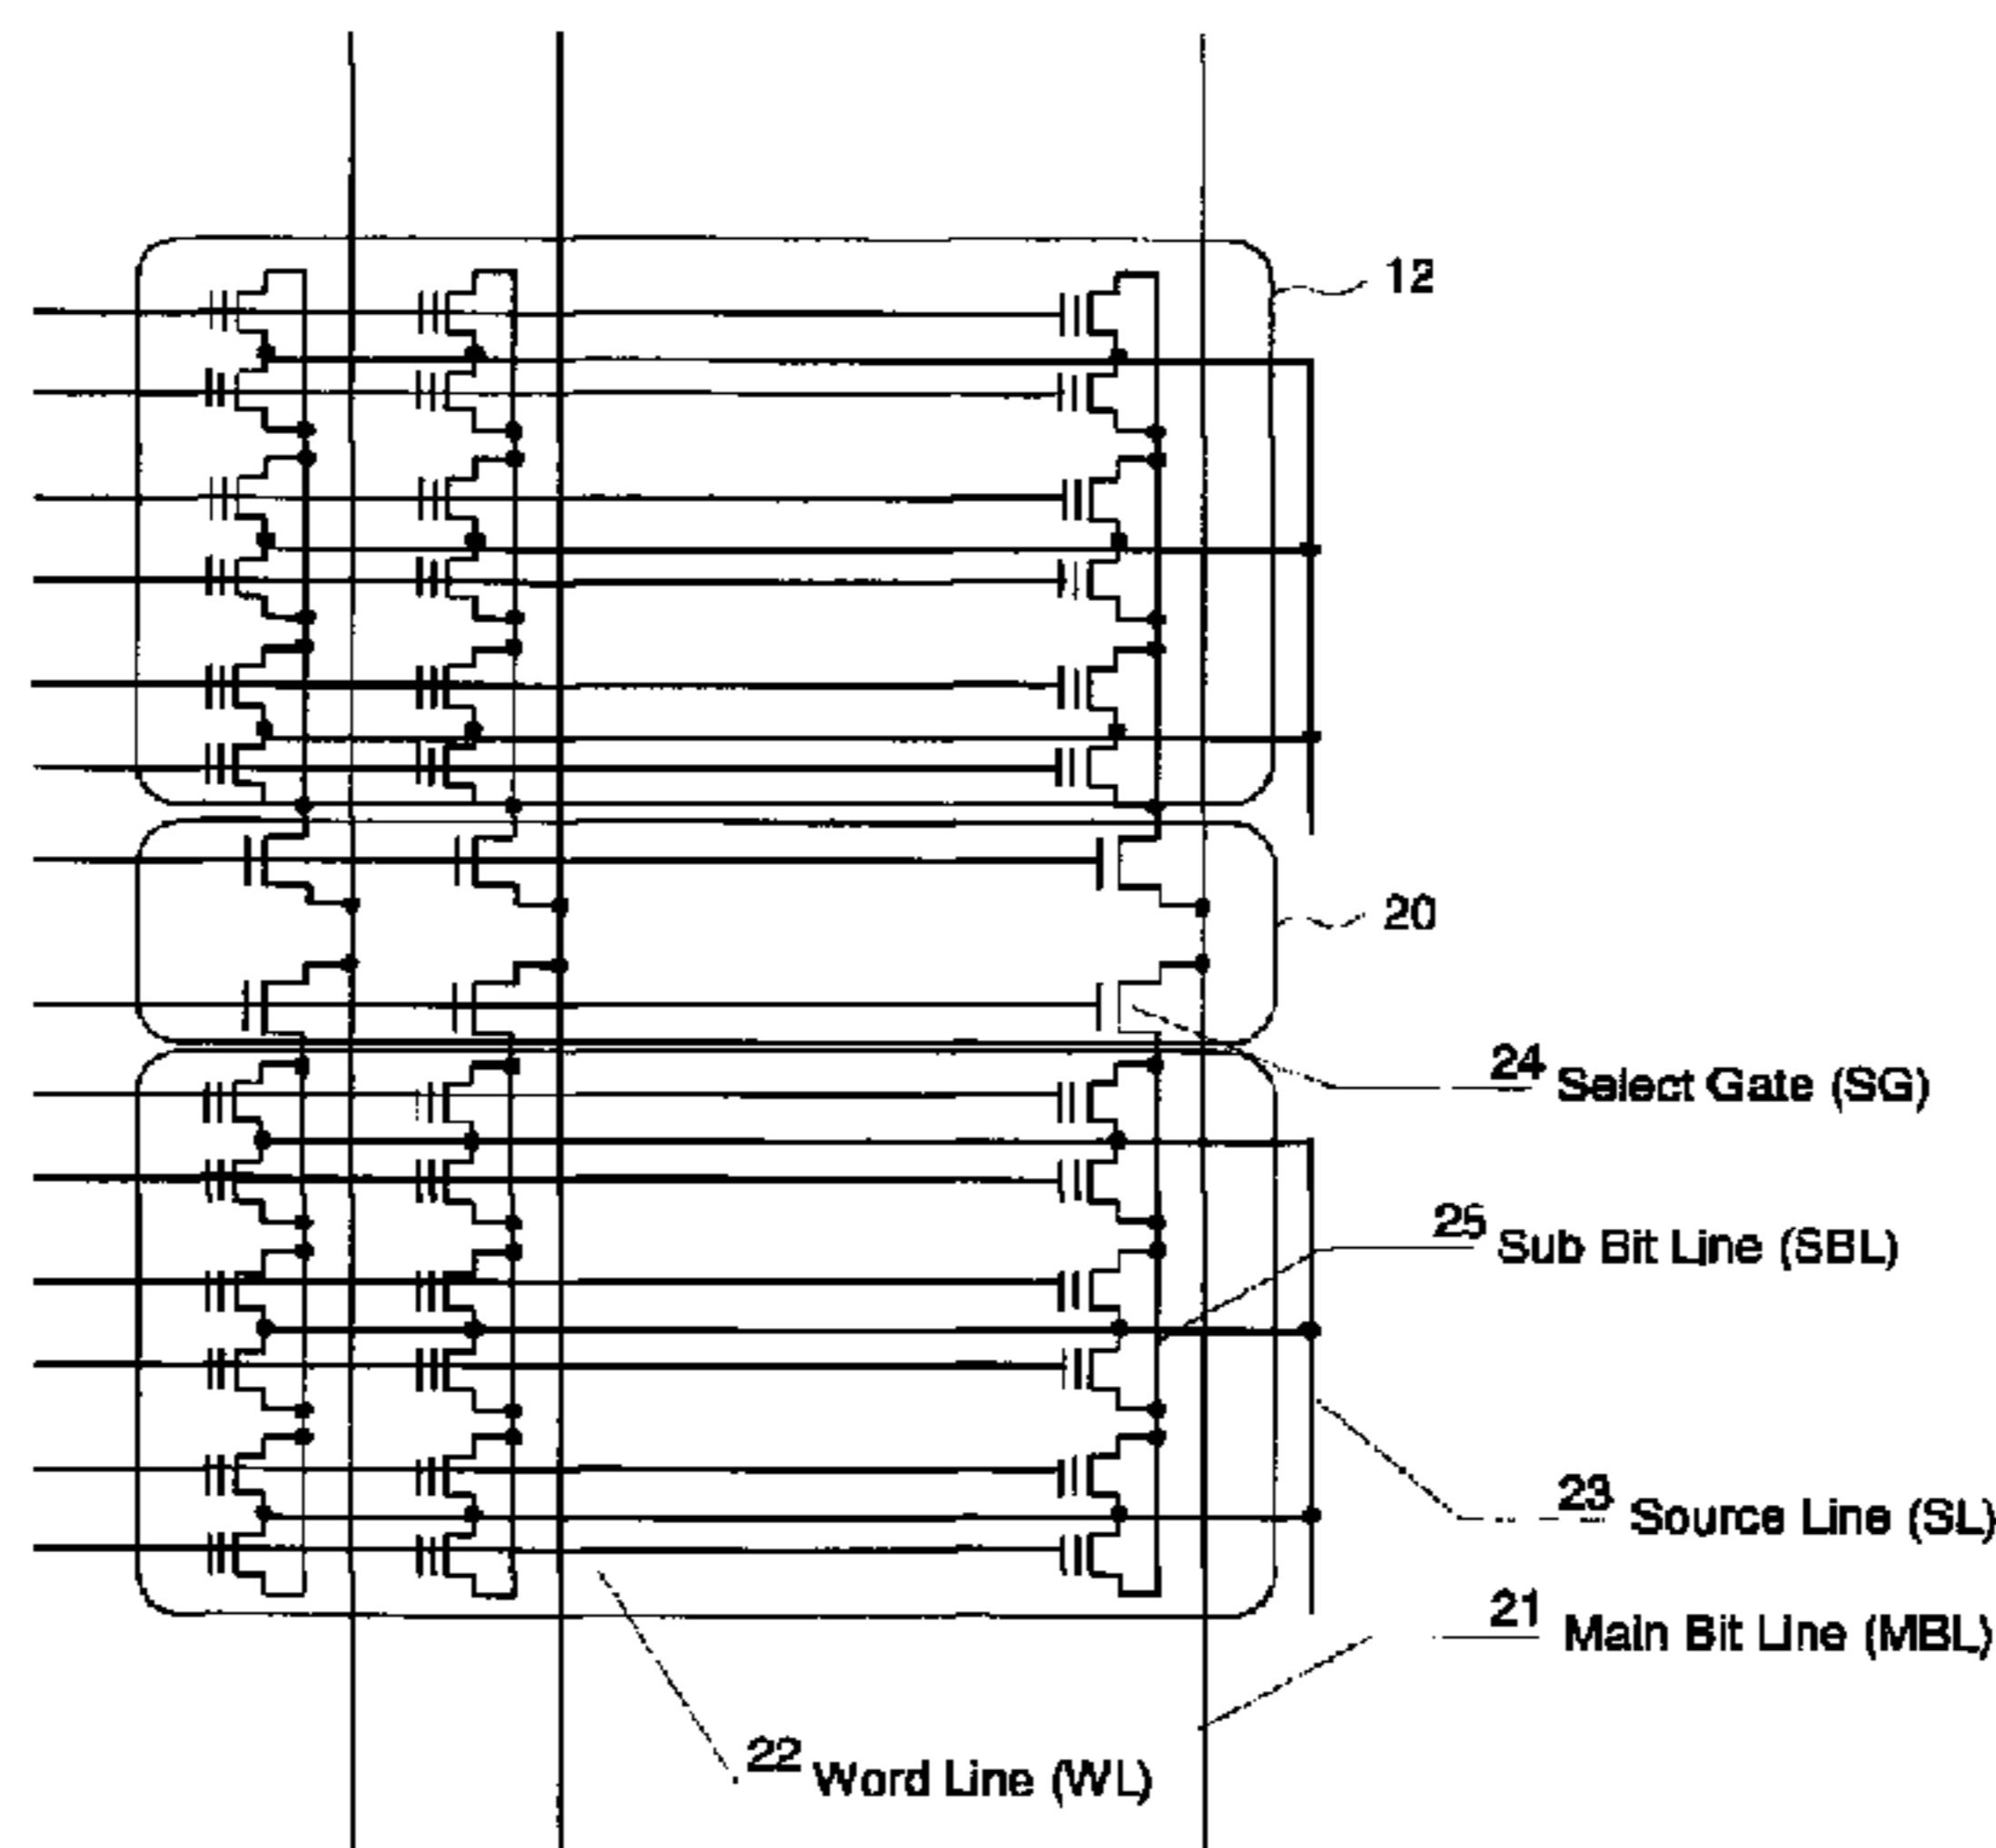 12
20
24 Select Gate (SG)
25 Sub Bit Line (SBL)
23 Source Line (SL)
21 Main Bit Line (MBL)
22 Word Line (WL)